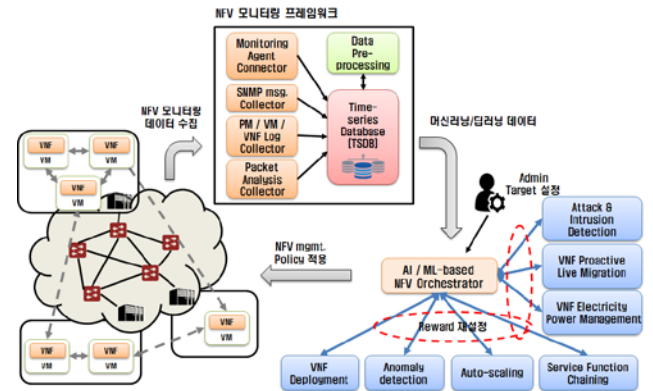 NFV 모니터링 프레임워크
Monitoring
Agent
Connector
Data
Pre-
processing
SNMP msg.
Collector
PM / VM /
VNF Log
Collector
Packet
Analysis
Collector
Time-
series
Database
(TSDB)
NFV 모니터링
데이터 수집
머신러닝/딥러닝 데이터
VNF
VM
VNF
VM
VNF
VM
Admin
Target 설정
Attack &
Intrusion
Detection
VNF Proactive
Live Migration
VNF Electricity
Power Management
NFV mgmt.
Policy 적용
AI / ML-based
NFV Orchestrator
Reward 재설정
VNF
VM
VNF
VM
VNF
VM
VNF
Deployment
Anomaly
detection
Auto-scaling
Service Function
Chaining